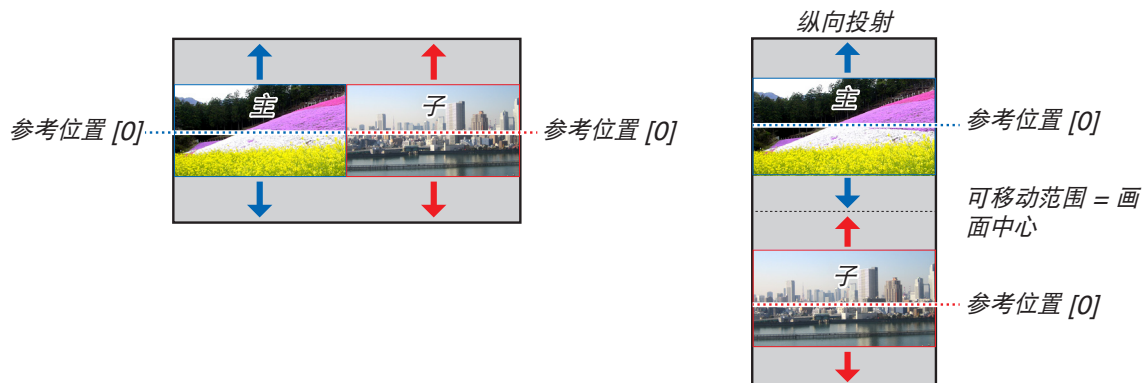 纵向投射
主
子
参考位置 [0]
参考位置 [0]
主
参考位置 [0]
可移动范围 = 画
面中心
子
参考位置 [0]